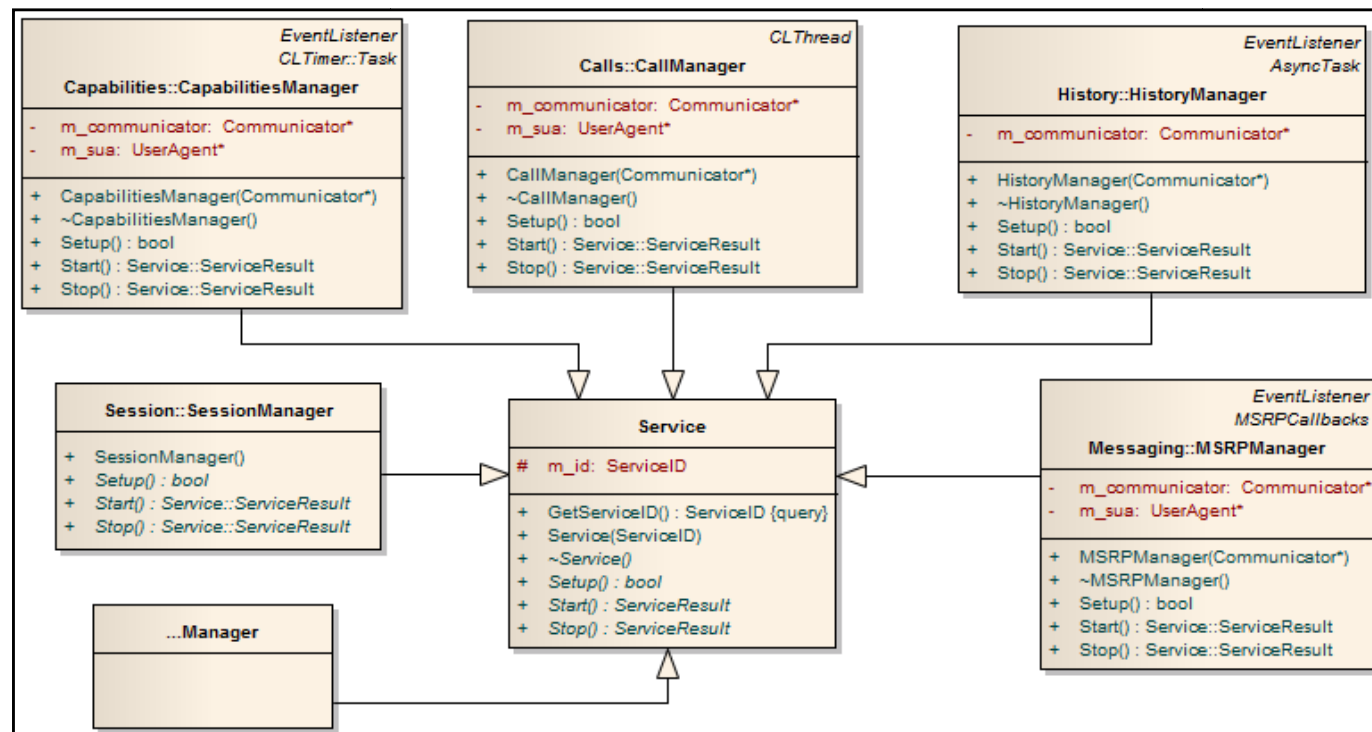 EventListener
CLTimer::Task
Capabilities::CapabilitiesManager
- m_communicator: Communicator*
- m_sua: UserAgent*
+ CapabilitiesManager(Communicator*)
+ ~CapabilitiesManager()
+ Setup() : bool
+ Start() : Service::ServiceResult
+ Stop() : Service::ServiceResult
CLThread
Calls::CallManager
- m_communicator: Communicator*
- m_sua: UserAgent*
+ CallManager(Communicator*)
+ ~CallManager()
+ Setup() : bool
+ Start() : Service::ServiceResult
+ Stop() : Service::ServiceResult
EventListener
AsyncTask
History::HistoryManager
- m_communicator: Communicator*
+ HistoryManager(Communicator*)
+ ~HistoryManager()
+ Setup() : bool
+ Start() : Service::ServiceResult
+ Stop() : Service::ServiceResult
Session::SessionManager
+ SessionManager()
+ Setup() : bool
+ Start() : Service::ServiceResult
+ Stop() : Service::ServiceResult
Service
# m_id: ServiceID
+ GetServiceID() : ServiceID {query}
+ Service(ServiceID)
+ ~Service()
+ Setup() : bool
+ Start() : ServiceResult
+ Stop() : ServiceResult
EventListener
MSRPCallbacks
Messaging::MSRPManager
- m_communicator: Communicator*
- m_sua: UserAgent*
+ MSRPManager(Communicator*)
+ ~MSRPManager()
+ Setup() : bool
+ Start() : Service::ServiceResult
+ Stop() : Service::ServiceResult
...Manager